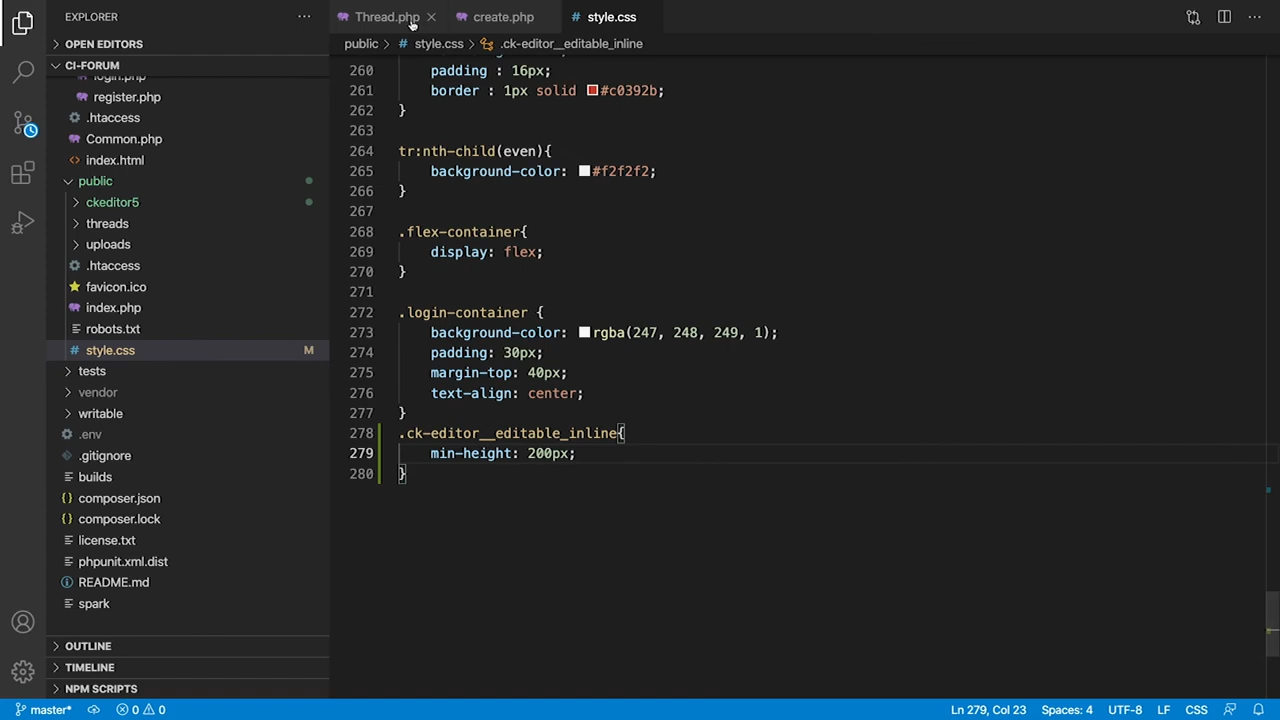 EXPLORER
Thread.php
create.php
# style.css
OPEN EDITORS
public > # style.css > .ck-editor__editable_inline
CI-FORUM
login.php
register.php
.htaccess
Common.php
<> index.html
public
ckeditor5
threads
uploads
.htaccess
favicon.ico
index.php
robots.txt
# style.css M
tests
vendor
writable
.env
.gitignore
builds
{} composer.json
{} composer.lock
license.txt
phpunit.xml.dist
README.md
spark
OUTLINE
TIMELINE
NPM SCRIPTS
260 padding : 16px;
261 border : 1px solid #c0392b;
262 }
263
264 tr:nth-child(even){
265 background-color: #f2f2f2;
266 }
267
268 .flex-container{
269 display: flex;
270 }
271
272 .login-container {
273 background-color: rgba(247, 248, 249, 1);
274 padding: 30px;
275 margin-top: 40px;
276 text-align: center;
277 }
278 .ck-editor__editable_inline{
279 min-height: 200px;
280 }
master* 0 0 Ln 279, Col 23 Spaces: 4 UTF-8 LF CSS